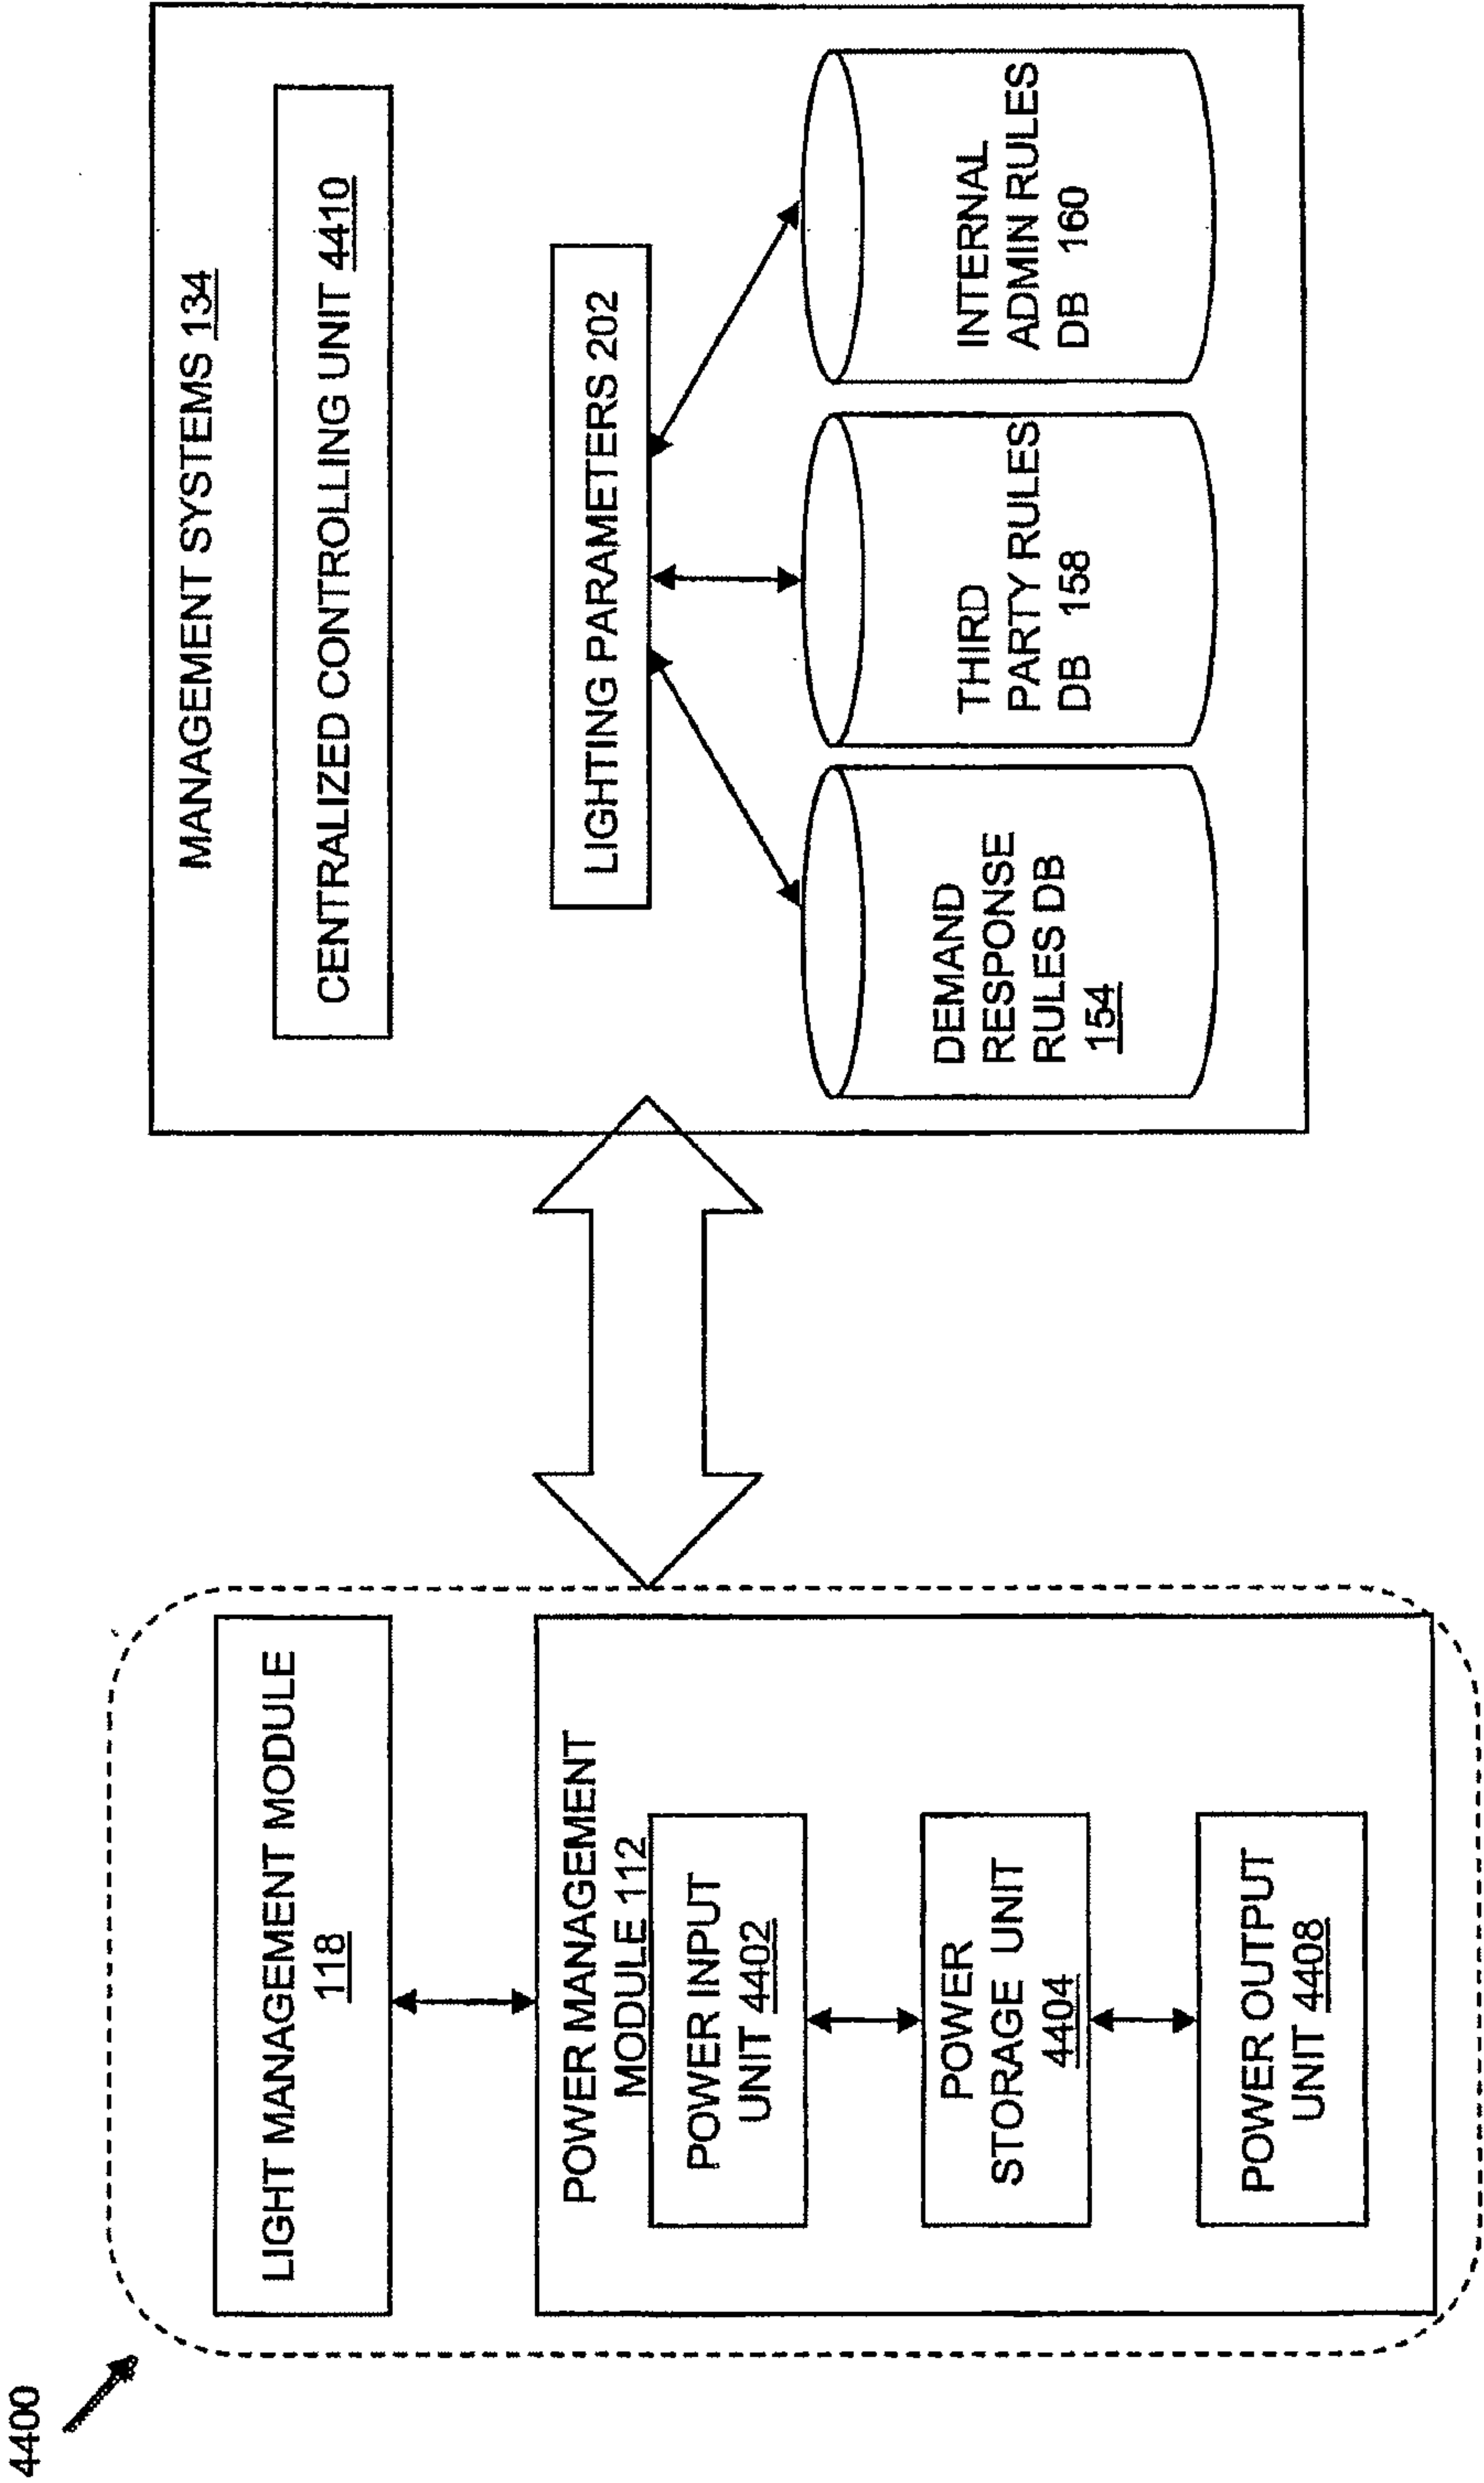 4400
LIGHT MANAGEMENT MODULE
118
POWER MANAGEMENT
MODULE 112
POWER INPUT
UNIT 4402
POWER
STORAGE UNIT
4404
POWER OUTPUT
UNIT 4408
MANAGEMENT SYSTEMS 134
CENTRALIZED CONTROLLING UNIT 4410
LIGHTING PARAMETERS 202
DEMAND
RESPONSE
RULES DB
154
THIRD
PARTY RULES
DB 158
INTERNAL
ADMIN RULES
DB 160